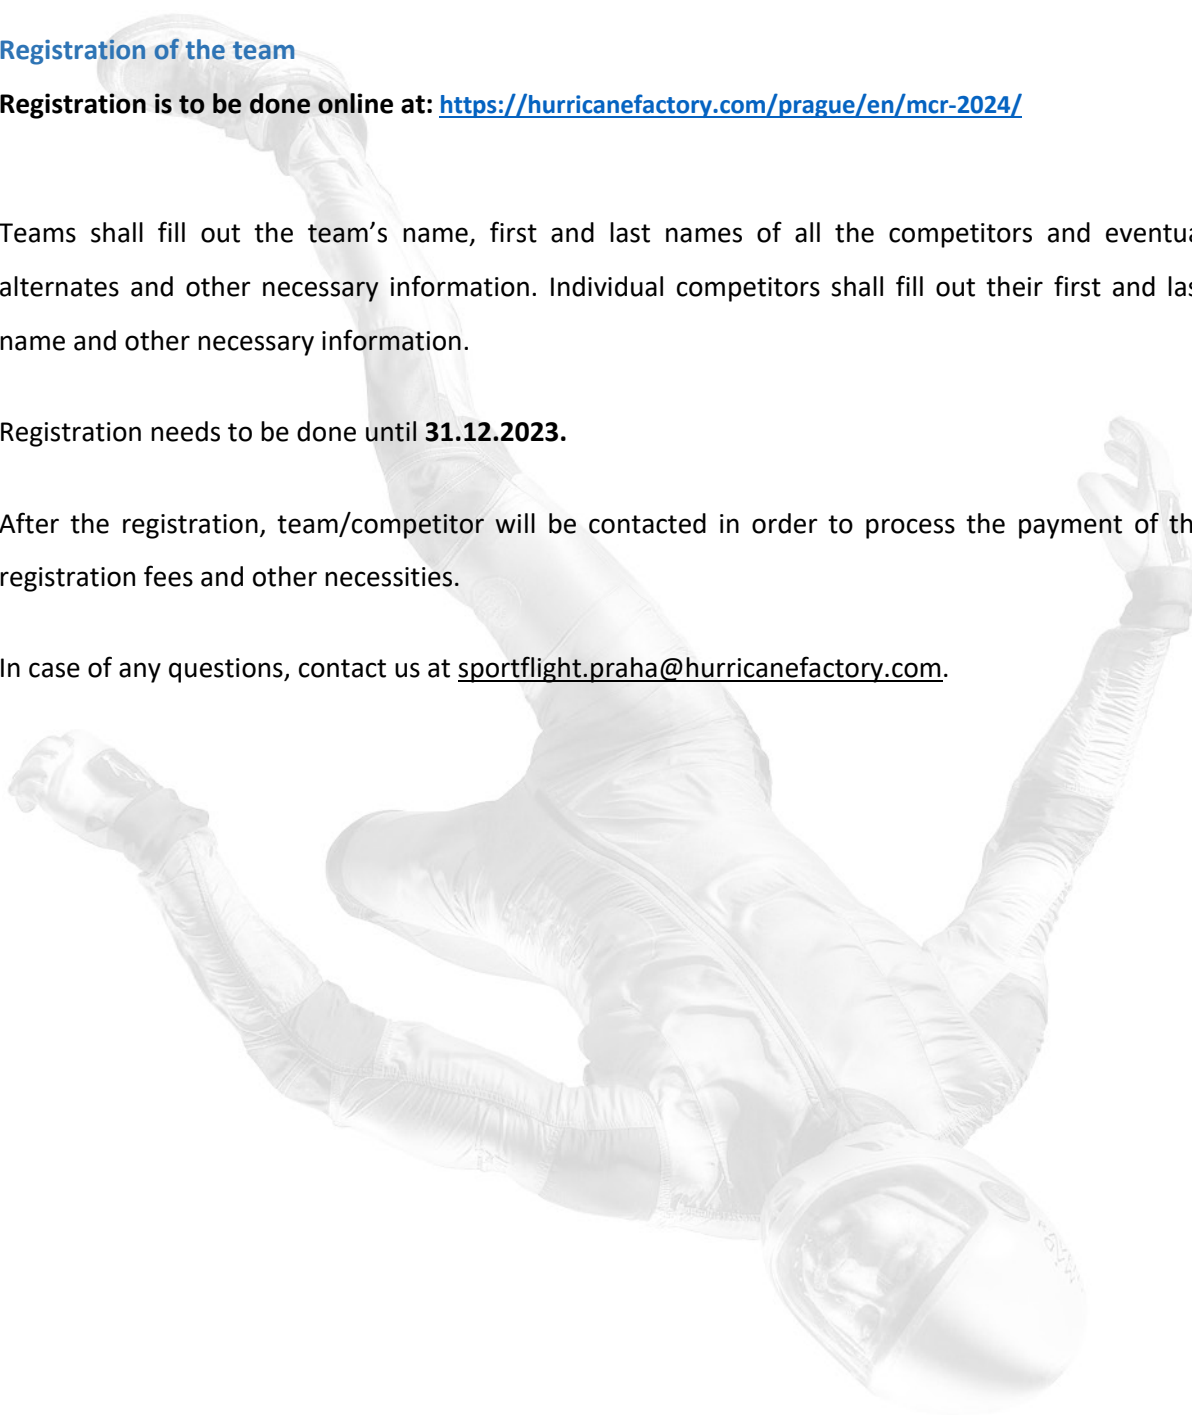 Registration of the team
Registration is to be done online at: https://hurricanefactory.com/prague/en/mcr-2024/
Teams shall fill out the team’s name, first and last names of all the competitors and eventua
alternates and other necessary information. Individual competitors shall fill out their first and las
name and other necessary information.
Registration needs to be done until 31.12.2023.
After the registration, team/competitor will be contacted in order to process the payment of th
registration fees and other necessities.
In case of any questions, contact us at sportflight.praha@hurricanefactory.com.